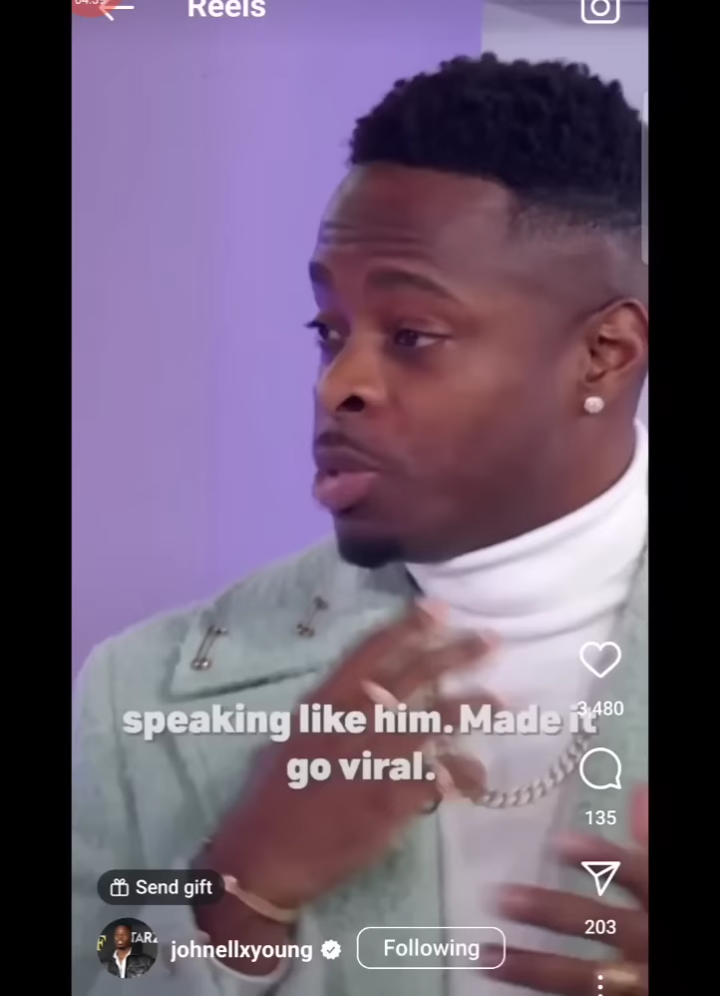 Reels
speaking like him. Made it
go viral.
3,480
135
203
Send gift
johnellxyoung
Following